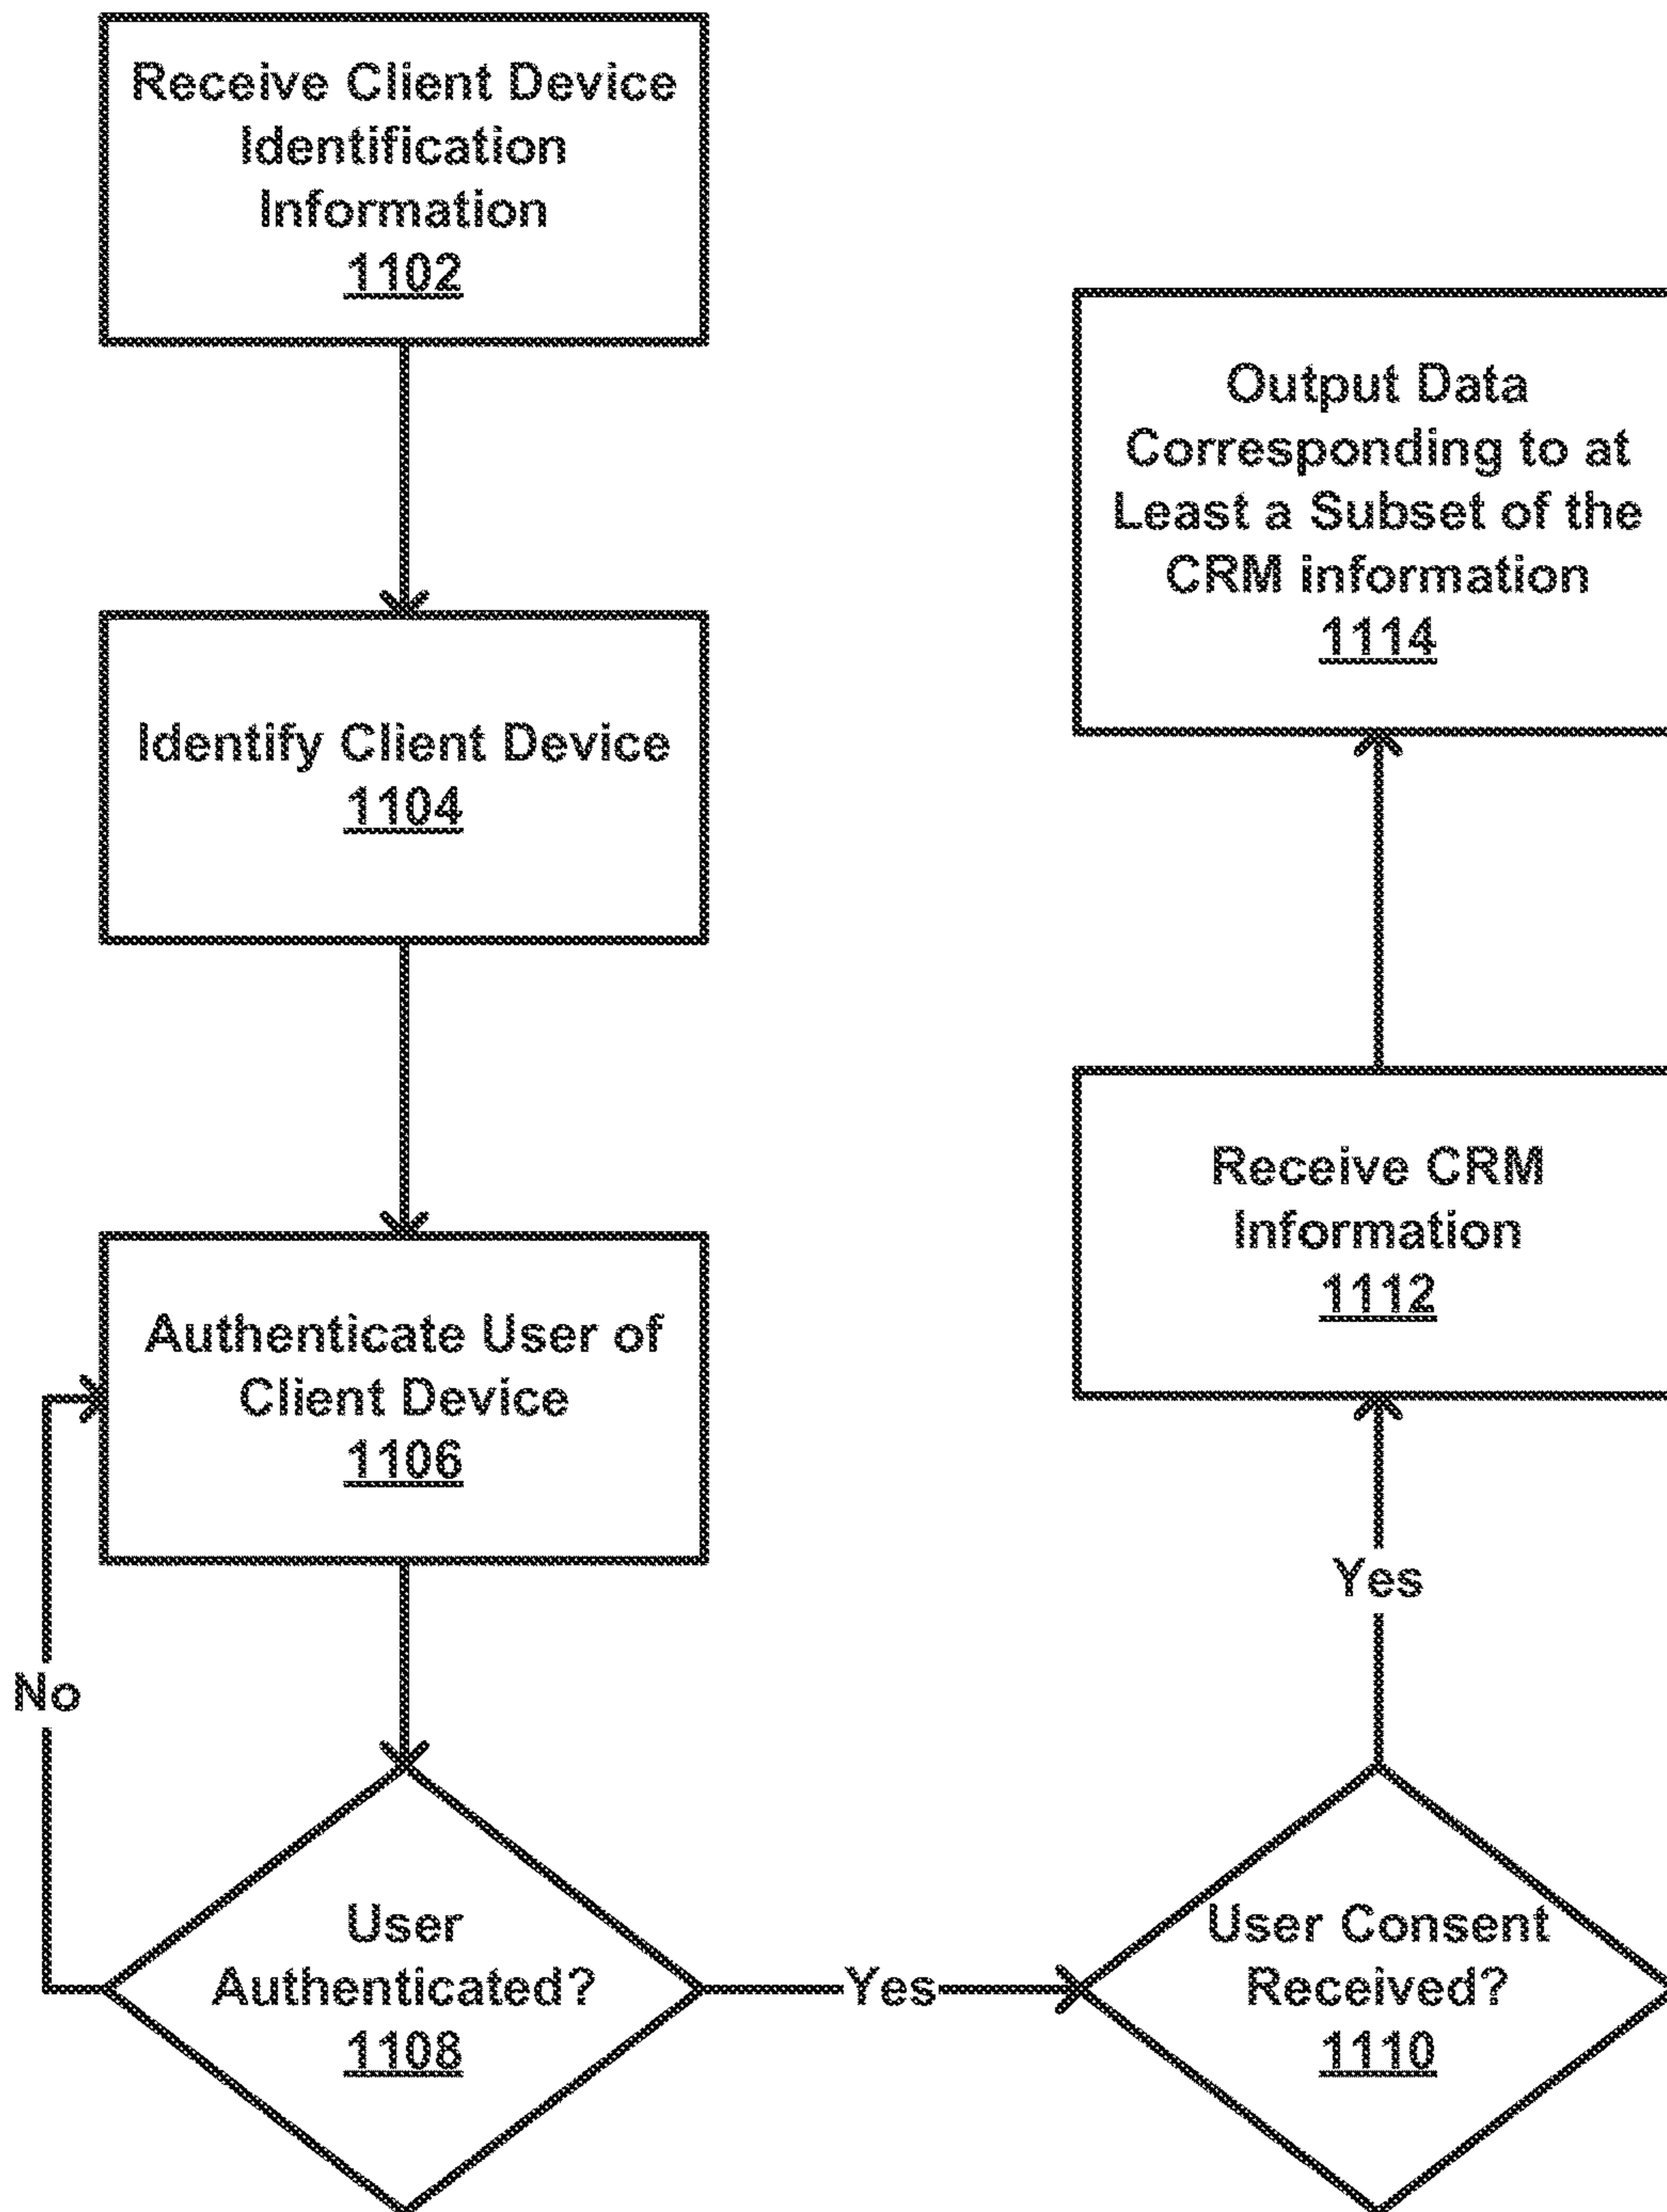 Receive Client Device
Identification
Information
1102
Identify Client Device
1104
Authenticate User of
Client Device
1106
No
User
Authenticated?
1108
Yes
User Consent
Received?
1110
Yes
Receive CRM
Information
1112
Output Data
Corresponding to at
Least a Subset of the
CRM information
1114